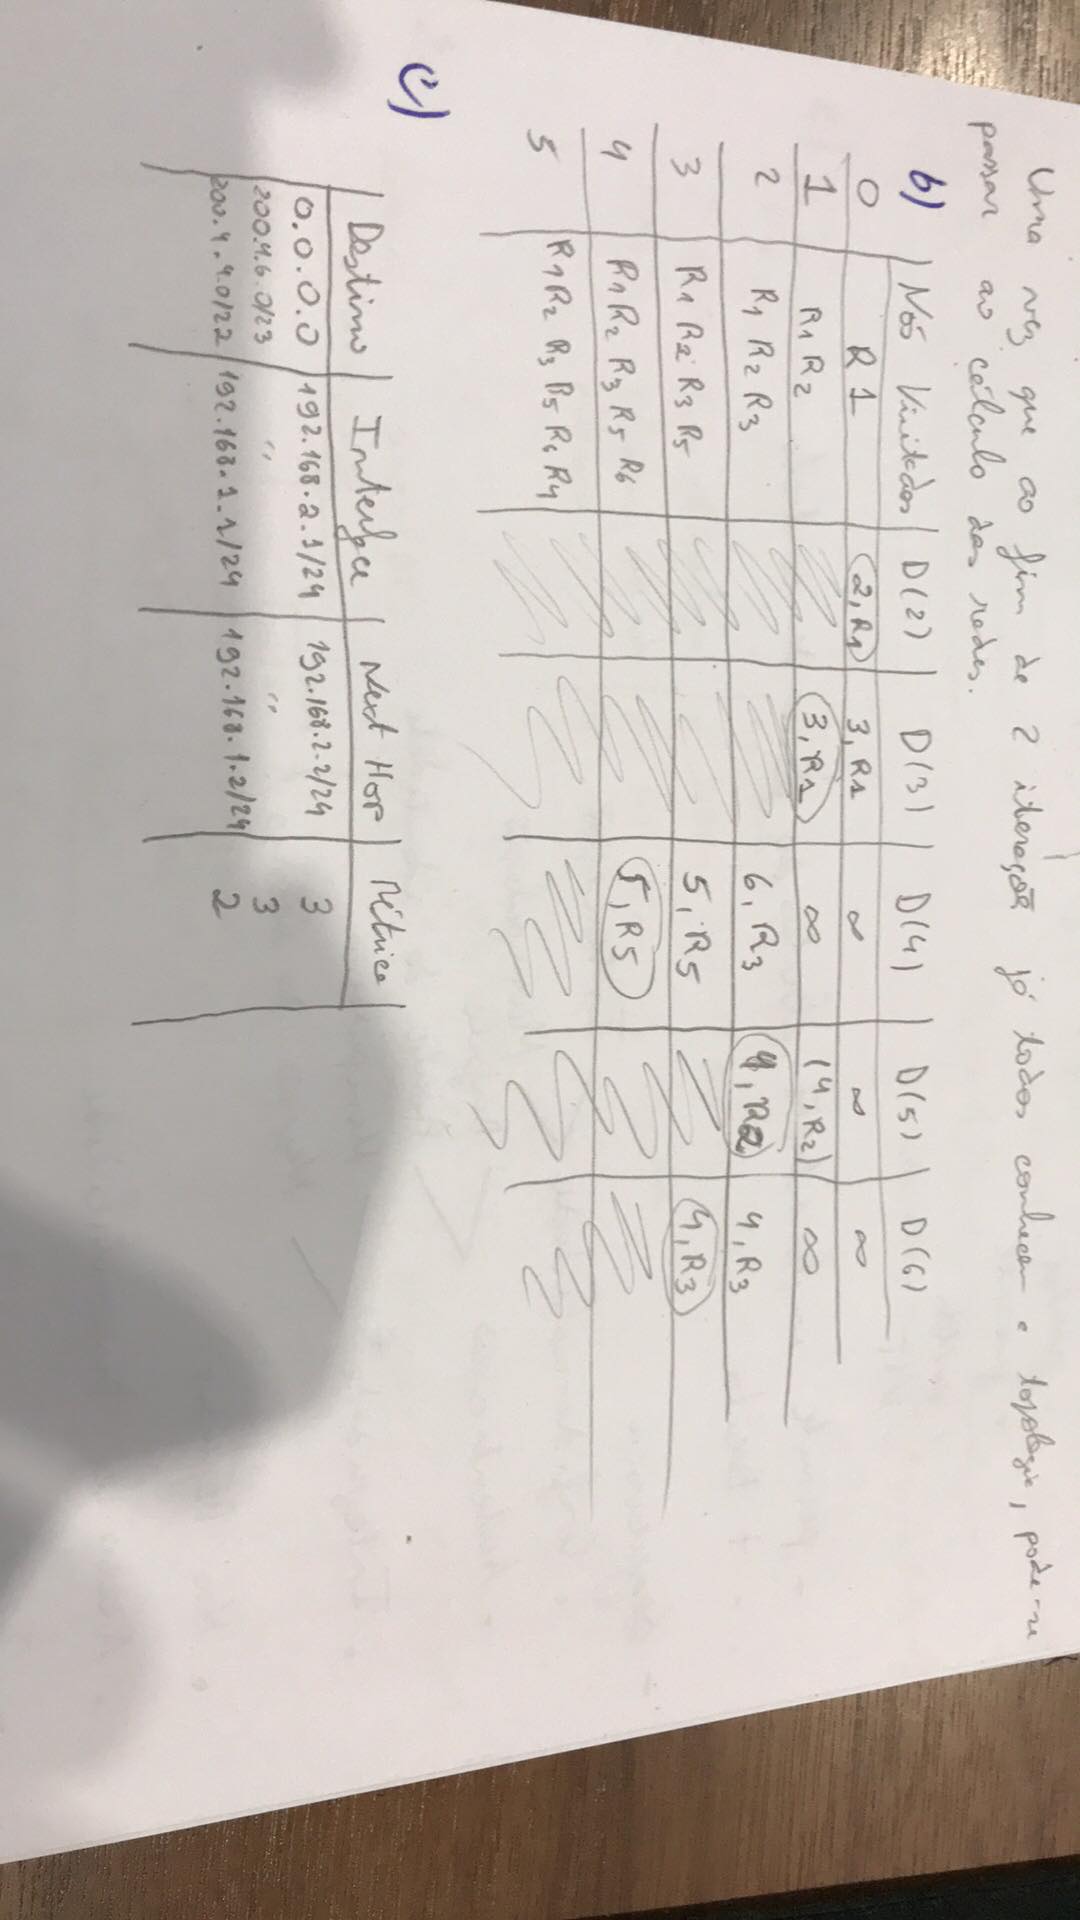 Uma vez que ao fim de 2 iteração já todos conhecem a topologia, pode-se
passar ao cálculo das redes.
b) Nós Visitados D(2) D(3) D(4) D(5) D(6)
0 R1 2,R1 3,R1 ∞ ∞ ∞
1 R1 R2 3,R1 ∞ (4,R2) ∞
2 R1 R2 R3 6,R3 4,R2 4,R3
3 R1 R2 R3 R5 5,R5 4,R3
4 R1 R2 R3 R5 R6 5,R5
5 R1 R2 R3 R5 R6 R4
c)
Destino Interface Next Hop Métrica
0.0.0.0 192.168.2.1/24 192.168.2.2/24 3
200.4.6.0/23 " " 3
200.4.4.0/22 192.168.1.1/24 192.168.1.2/24 2